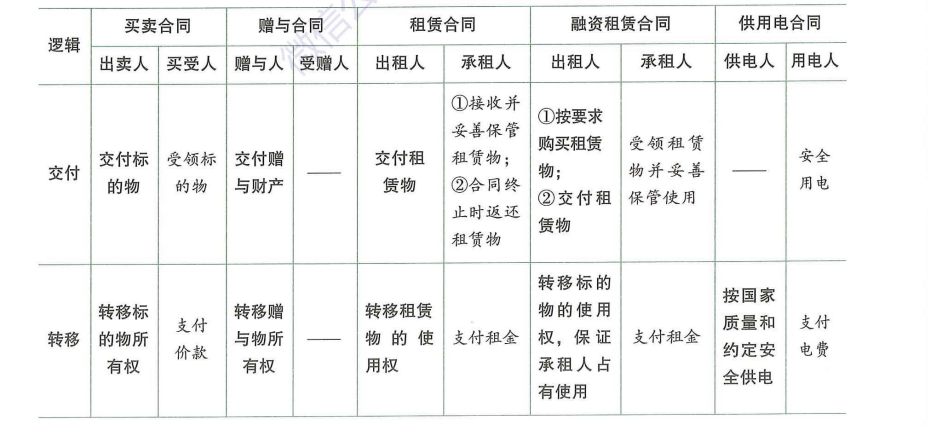 逻辑 买卖合同 赠与合同 租赁合同 融资租赁合同 供用电合同
出卖人 买受人 赠与人 受赠人 出租人 承租人 出租人 承租人 供电人 用电人
交付
交付标
的物
受领标
的物
交付赠
与财产
——
交付租
赁物
①接收并
妥善保管
租赁物；
②合同终
止时返还
租赁物
①按要求
购买租赁
物；
②交付租
赁物
受领租赁
物并妥善
保管使用
——
安全
用电
转移
转移标
的物所
有权
支付
价款
转移赠
与物所
有权
——
转移租赁
物的使
用权
支付租金
转移标的
物的使用
权，保证
承租人占
有使用
支付租金
按国家
质量和
约定安
全供电
支付
电费
微信公